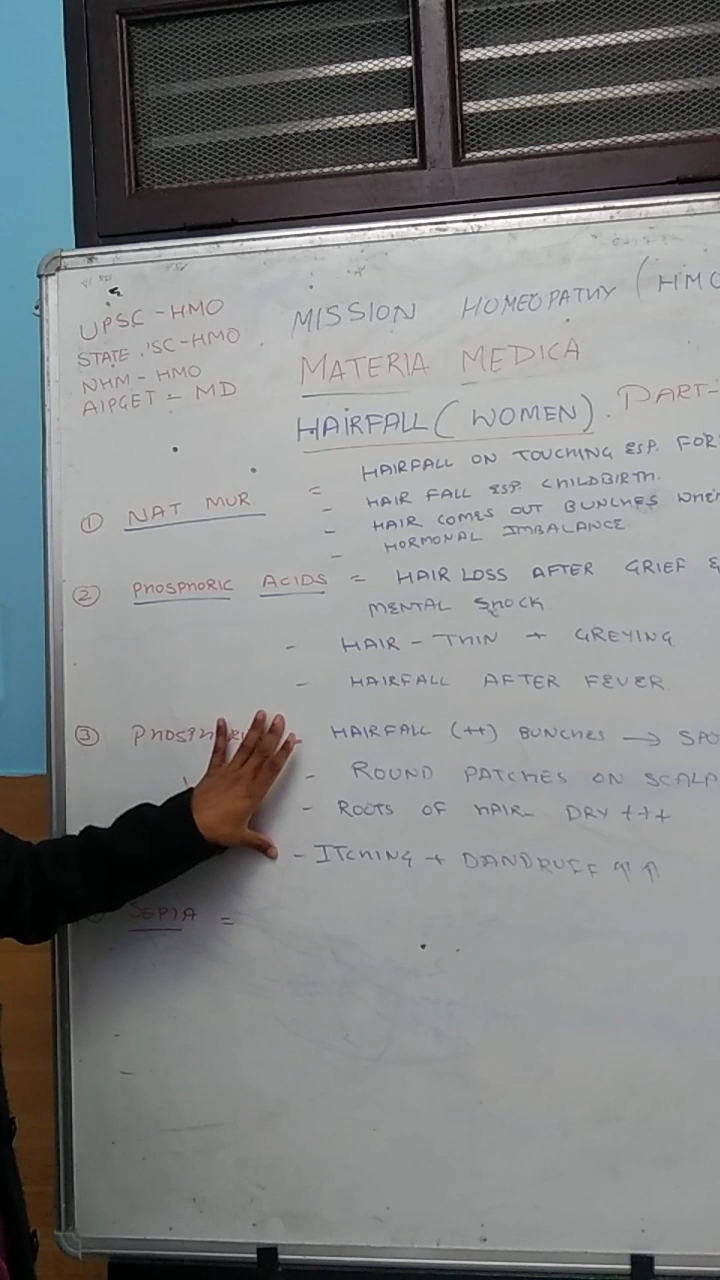 UPSC - HMO
STATE PSC - HMO
NHM - HMO
AIPGET = MD
MISSION HOMEOPATHY (HMO
MATERIA MEDICA
HAIRFALL (WOMEN). PART-
① NAT MUR = HAIRFALL ON TOUCHING ESP. FOR
- HAIR FALL ESP. CHILDBIRTH.
- HAIR COMES OUT BUNCHES WHEN
- HORMONAL IMBALANCE
② PHOSPHORIC ACIDS = HAIR LOSS AFTER GRIEF &
MENTAL SHOCK
- HAIR - THIN + GREYING
- HAIRFALL AFTER FEVER
③ HAIRFALL (++) BUNCHES →
- ROUND PATCHES ON SCALP
- ROOTS OF HAIR DRY +++
- ITCHING + DANDRUFF ↑↑
SEPIA =